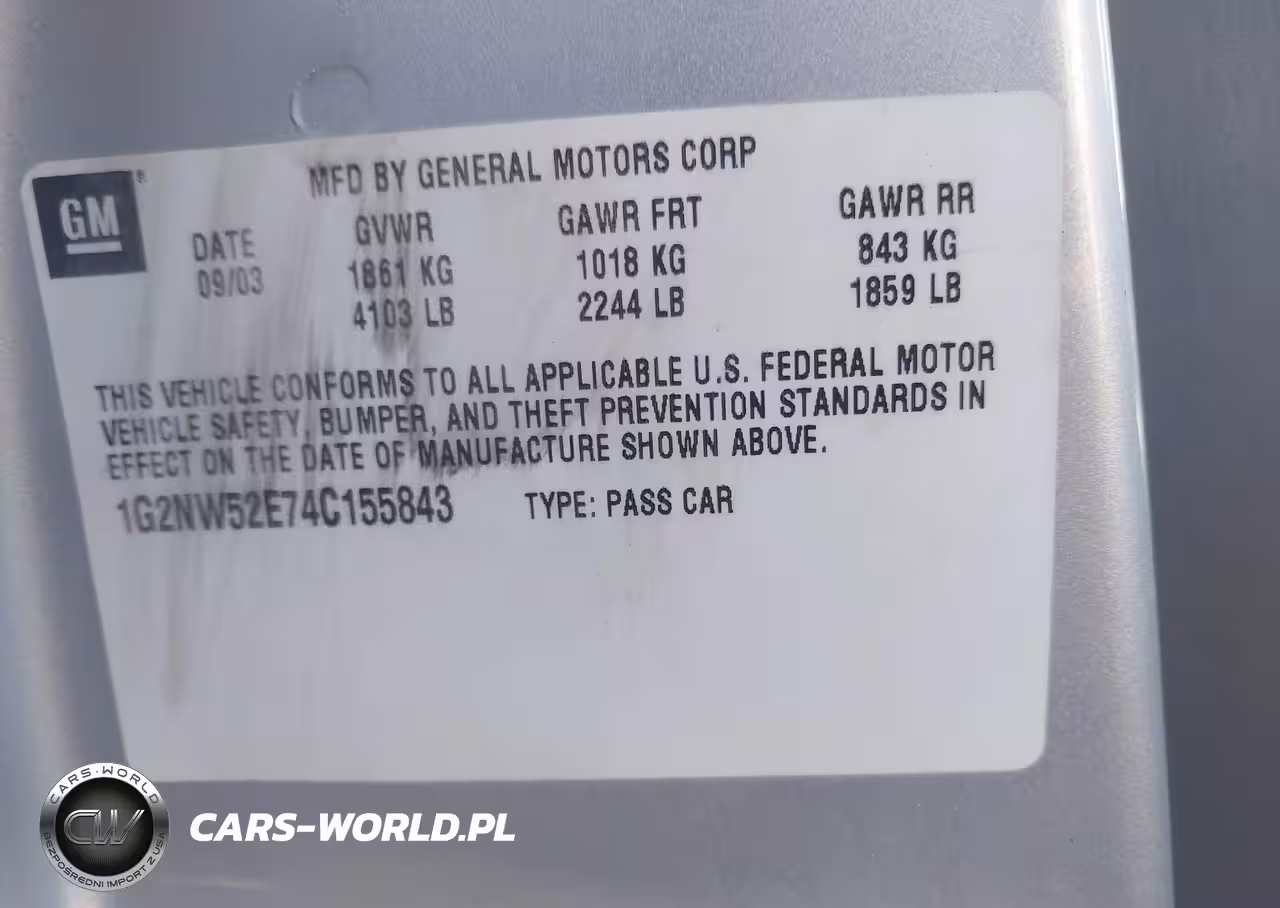 MFD BY GENERAL MOTORS CORP
GM®
DATE GVWR GAWR FRT GAWR RR
09/03 1861 KG 1018 KG 843 KG
4103 LB 2244 LB 1859 LB
THIS VEHICLE CONFORMS TO ALL APPLICABLE U.S. FEDERAL MOTOR
VEHICLE SAFETY, BUMPER, AND THEFT PREVENTION STANDARDS IN
EFFECT ON THE DATE OF MANUFACTURE SHOWN ABOVE.
1G2NW52E74C155843 TYPE: PASS CAR
CARS-WORLD
CW
BEZPOŚREDNI IMPORT Z USA
CARS-WORLD.PL